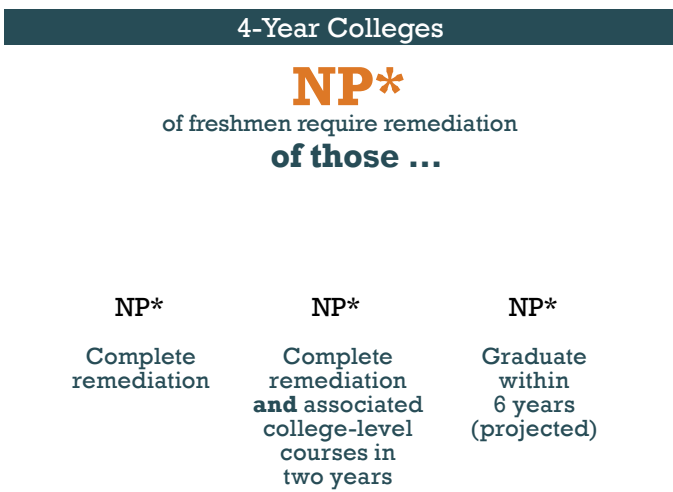 4-Year Colleges
NP*
of freshmen require remediation
of those ...
NP*
Complete
remediation
NP*
Complete
remediation
and associated
college-level
courses in
two years
NP*
Graduate
within
6 years
(projected)